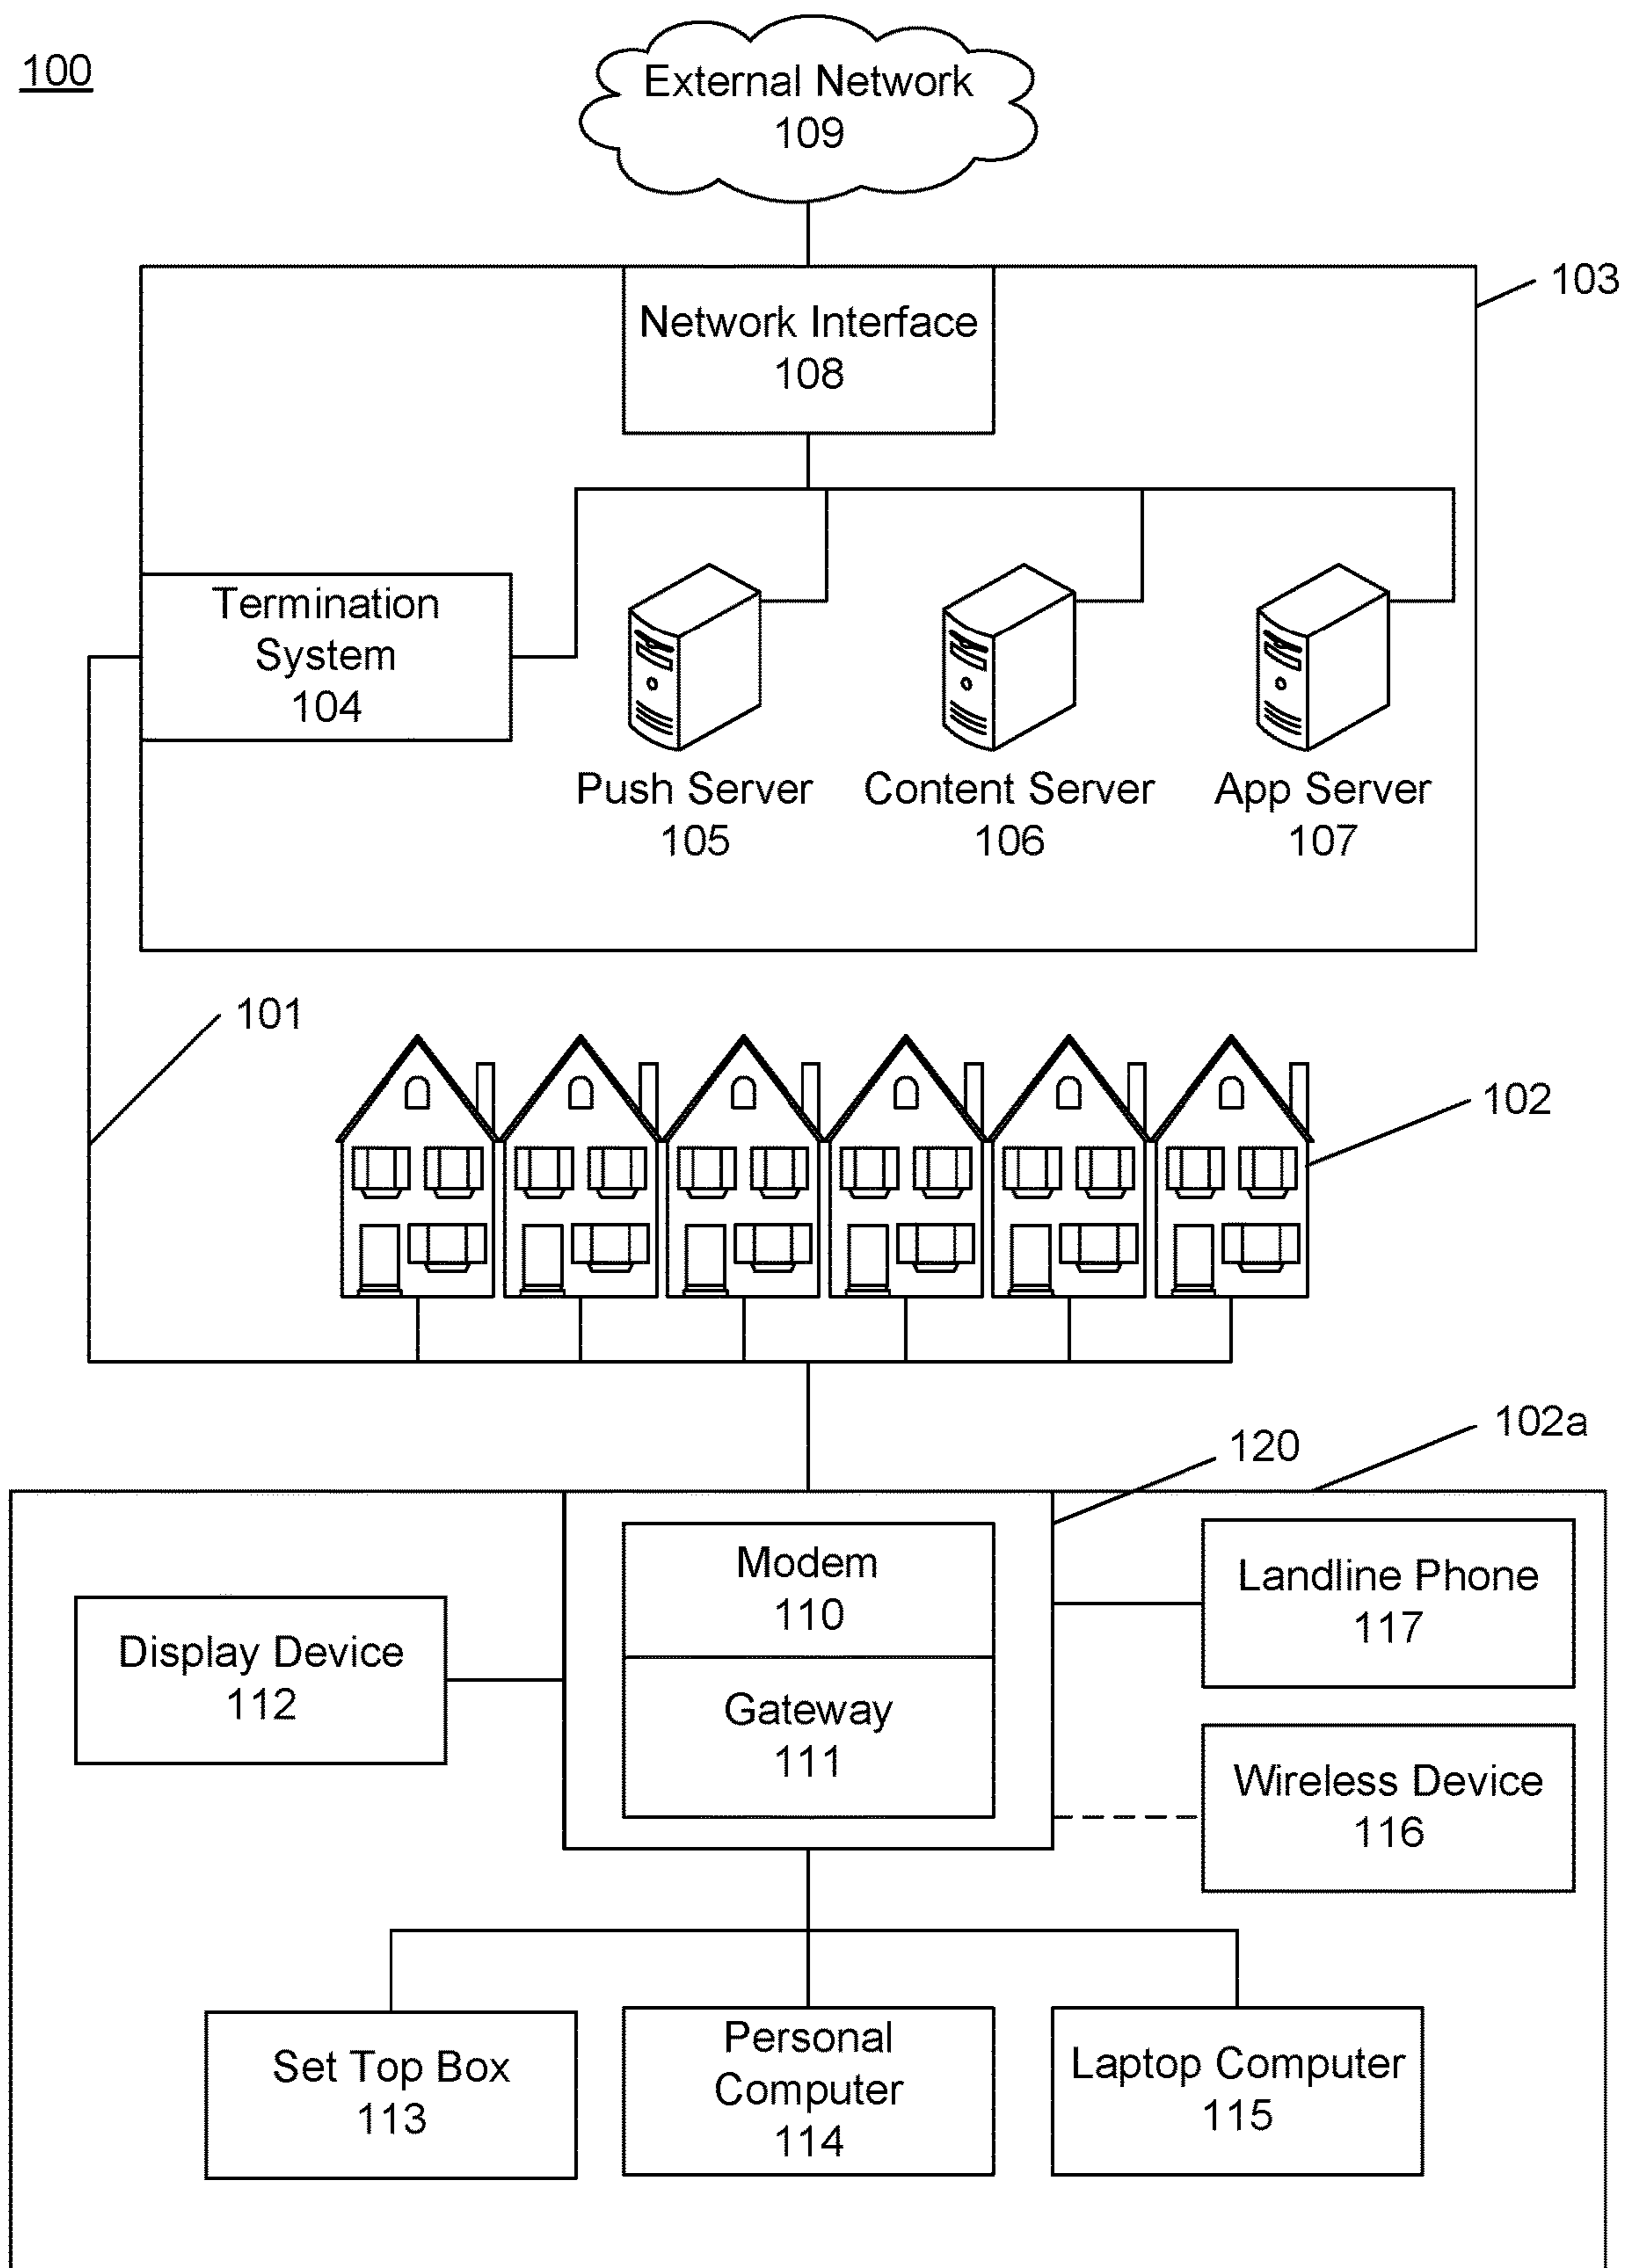 100
External Network
109
103
Network Interface
108
Termination
System
104
Push Server
105
Content Server
106
App Server
107
101
102
102a
120
Modem
110
Landline Phone
117
Display Device
112
Gateway
111
Wireless Device
116
Set Top Box
113
Personal
Computer
114
Laptop Computer
115